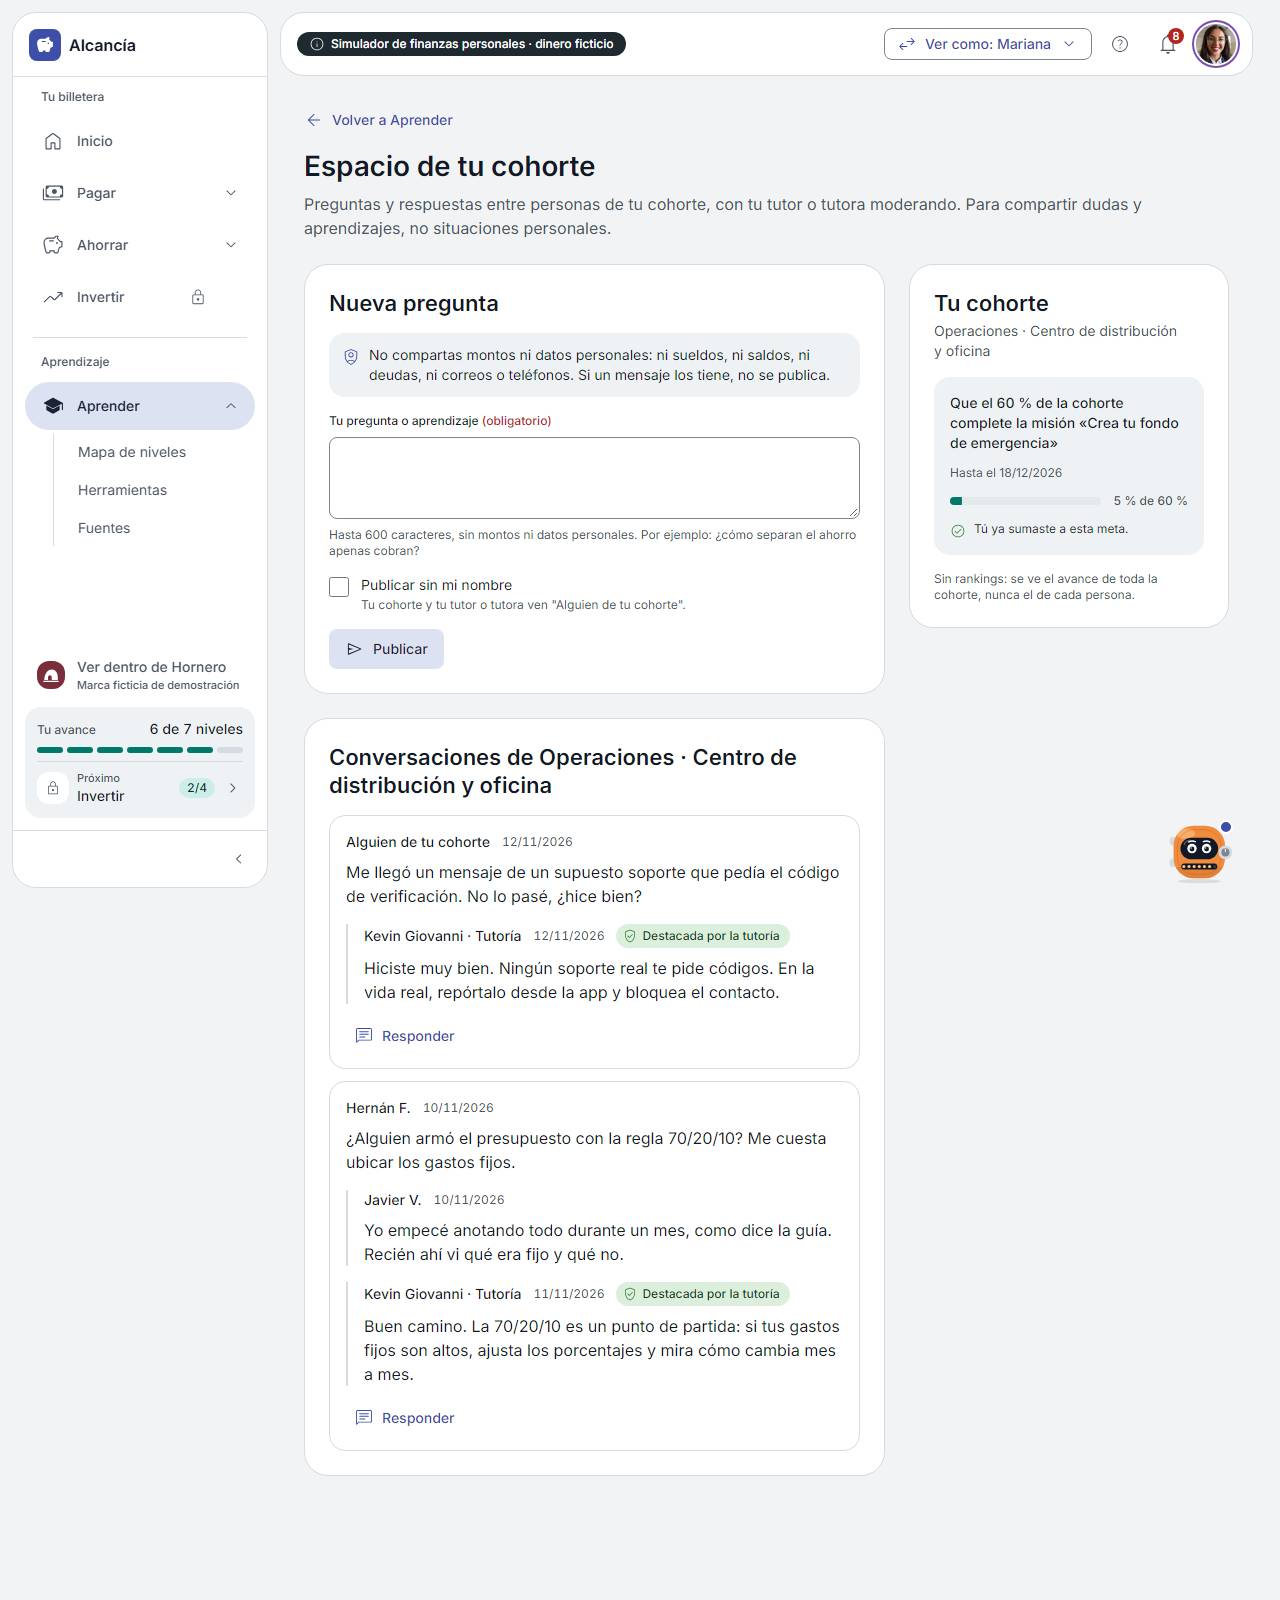 Alcancía
Tu billetera
Inicio
Pagar
Ahorrar
Invertir
Aprendizaje
Aprender
Mapa de niveles
Herramientas
Fuentes
Ver dentro de Hornero
Marca ficticia de demostración
Tu avance
6 de 7 niveles
Próximo
Invertir
2/4
Simulador de finanzas personales · dinero ficticio
Ver como: Mariana
8
Volver a Aprender
Espacio de tu cohorte
Preguntas y respuestas entre personas de tu cohorte, con tu tutor o tutora moderando. Para compartir dudas y
aprendizajes, no situaciones personales.
Nueva pregunta
No compartas montos ni datos personales: ni sueldos, ni saldos, ni
deudas, ni correos o teléfonos. Si un mensaje los tiene, no se publica.
Tu pregunta o aprendizaje (obligatorio)
Hasta 600 caracteres, sin montos ni datos personales. Por ejemplo: ¿cómo separan el ahorro
apenas cobran?
Publicar sin mi nombre
Tu cohorte y tu tutor o tutora ven "Alguien de tu cohorte".
Publicar
Tu cohorte
Operaciones · Centro de distribución
y oficina
Que el 60 % de la cohorte
complete la misión «Crea tu fondo
de emergencia»
Hasta el 18/12/2026
5 % de 60 %
Tú ya sumaste a esta meta.
Sin rankings: se ve el avance de toda la
cohorte, nunca el de cada persona.
Conversaciones de Operaciones · Centro de
distribución y oficina
Alguien de tu cohorte 12/11/2026
Me llegó un mensaje de un supuesto soporte que pedía el código
de verificación. No lo pasé, ¿hice bien?
Kevin Giovanni · Tutoría 12/11/2026 Destacada por la tutoría
Hiciste muy bien. Ningún soporte real te pide códigos. En la
vida real, repórtalo desde la app y bloquea el contacto.
Responder
Hernán F. 10/11/2026
¿Alguien armó el presupuesto con la regla 70/20/10? Me cuesta
ubicar los gastos fijos.
Javier V. 10/11/2026
Yo empecé anotando todo durante un mes, como dice la guía.
Recién ahí vi qué era fijo y qué no.
Kevin Giovanni · Tutoría 11/11/2026 Destacada por la tutoría
Buen camino. La 70/20/10 es un punto de partida: si tus gastos
fijos son altos, ajusta los porcentajes y mira cómo cambia mes
a mes.
Responder